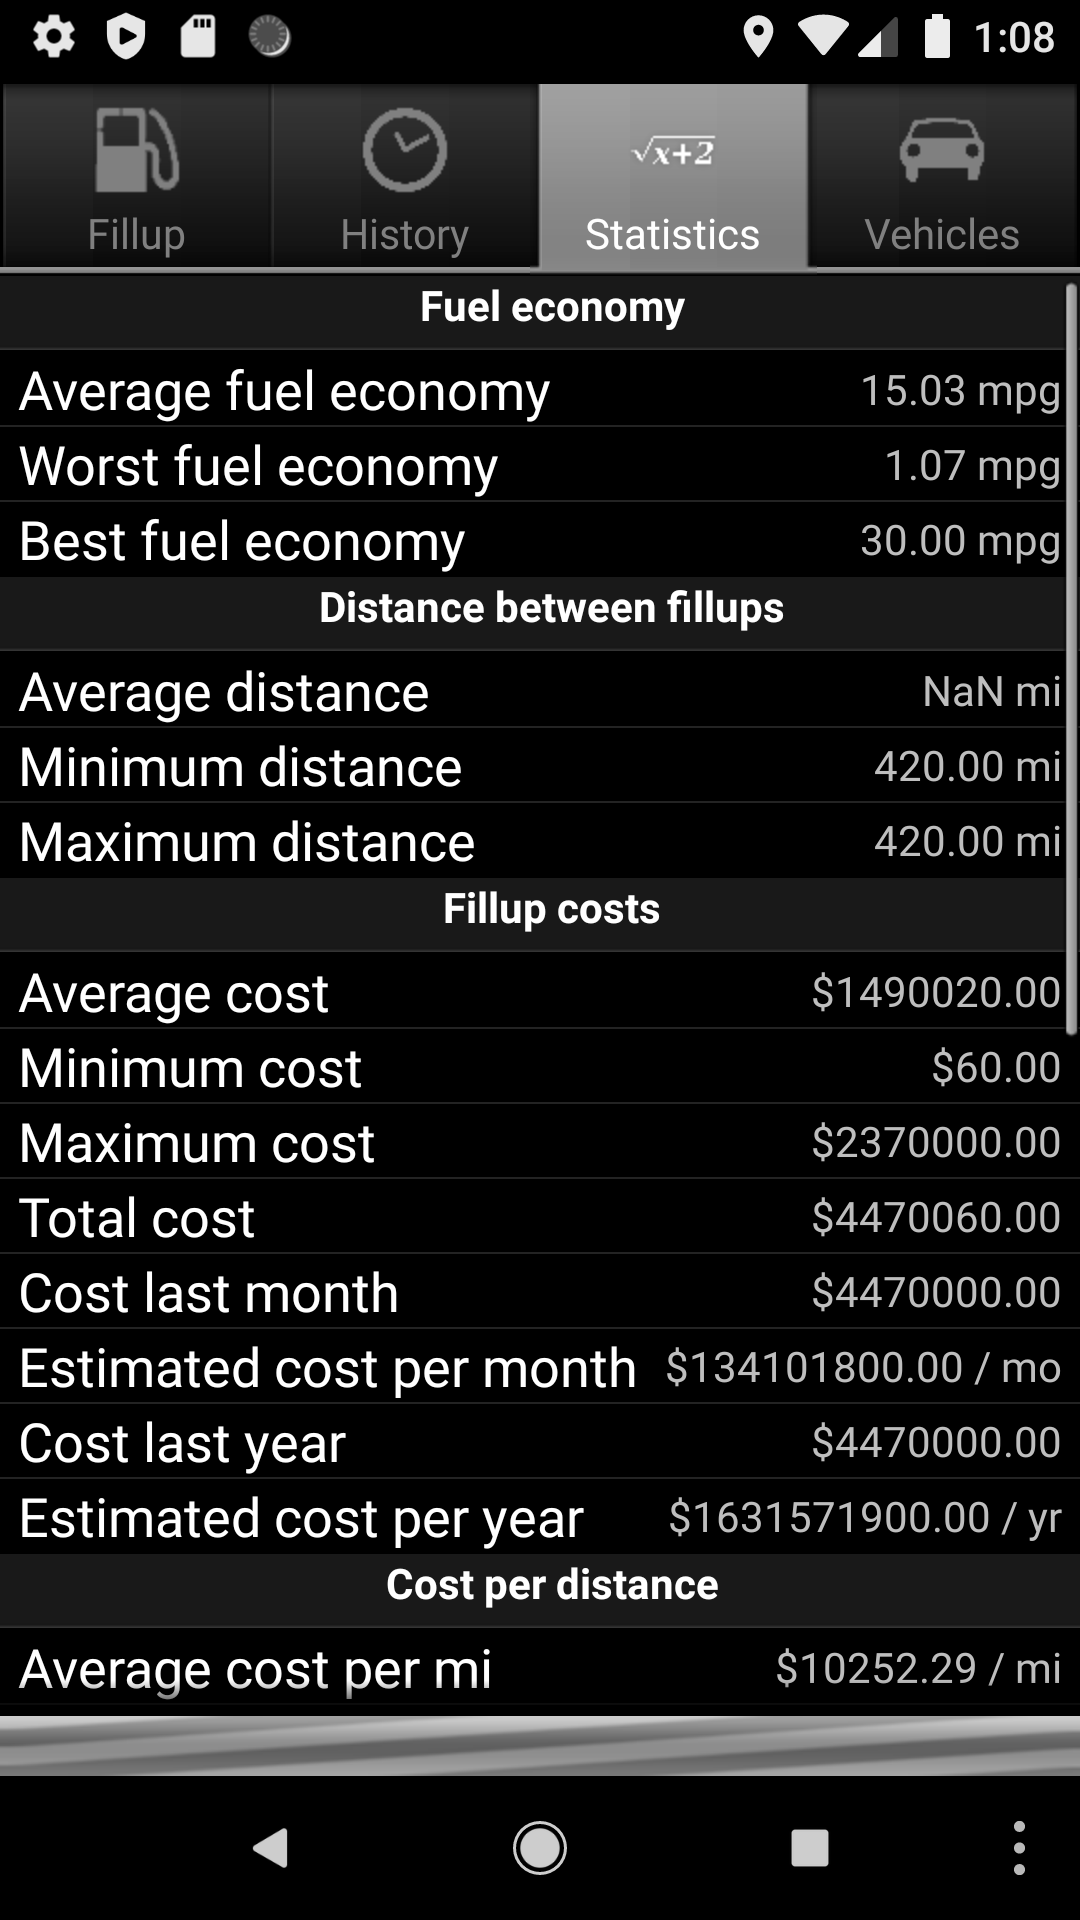 1:08
√x+2
Fillup
History
Statistics
Vehicles
Fuel economy
Average fuel economy 15.03 mpg
Worst fuel economy 1.07 mpg
Best fuel economy 30.00 mpg
Distance between fillups
Average distance NaN mi
Minimum distance 420.00 mi
Maximum distance 420.00 mi
Fillup costs
Average cost $1490020.00
Minimum cost $60.00
Maximum cost $2370000.00
Total cost $4470060.00
Cost last month $4470000.00
Estimated cost per month $134101800.00 / mo
Cost last year $4470000.00
Estimated cost per year $1631571900.00 / yr
Cost per distance
Average cost per mi $10252.29 / mi